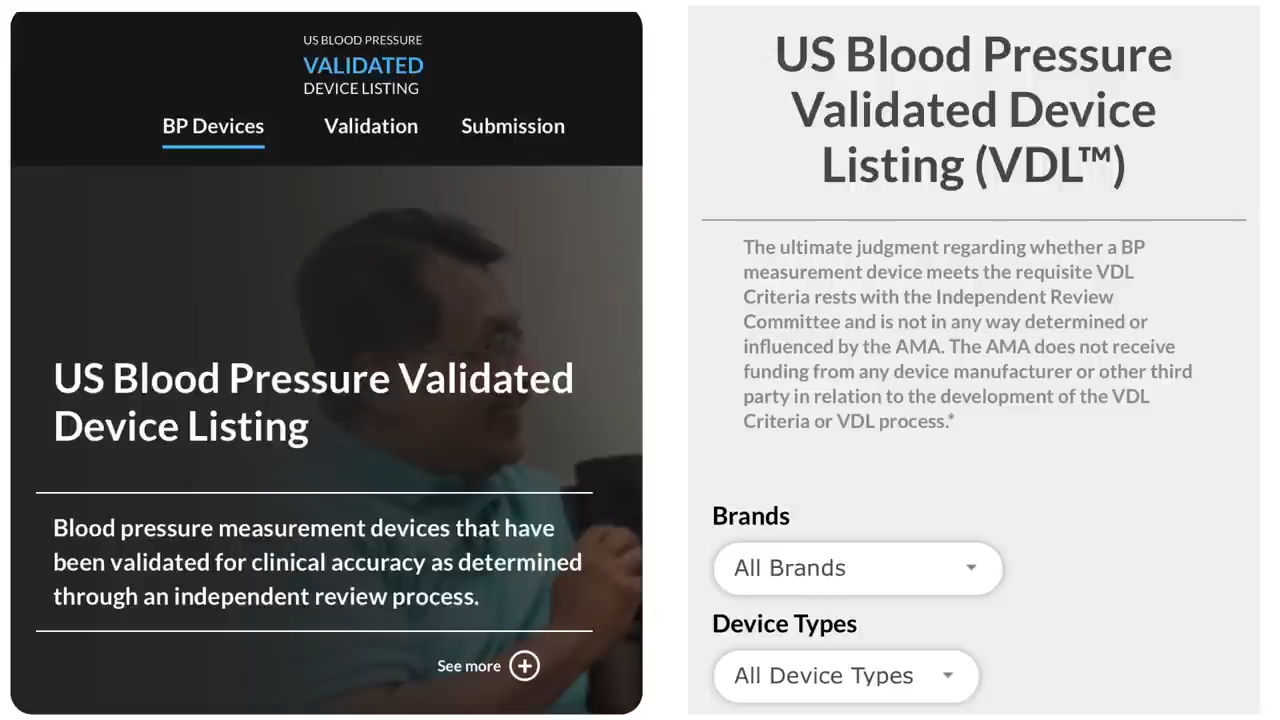 US BLOOD PRESSURE
VALIDATED
DEVICE LISTING
BP Devices Validation Submission
US Blood Pressure Validated
Device Listing
Blood pressure measurement devices that have
been validated for clinical accuracy as determined
through an independent review process.
See more
US Blood Pressure
Validated Device
Listing (VDL™)
The ultimate judgment regarding whether a BP
measurement device meets the requisite VDL
Criteria rests with the Independent Review
Committee and is not in any way determined or
influenced by the AMA. The AMA does not receive
funding from any device manufacturer or other third
party in relation to the development of the VDL
Criteria or VDL process.*
Brands
All Brands
Device Types
All Device Types